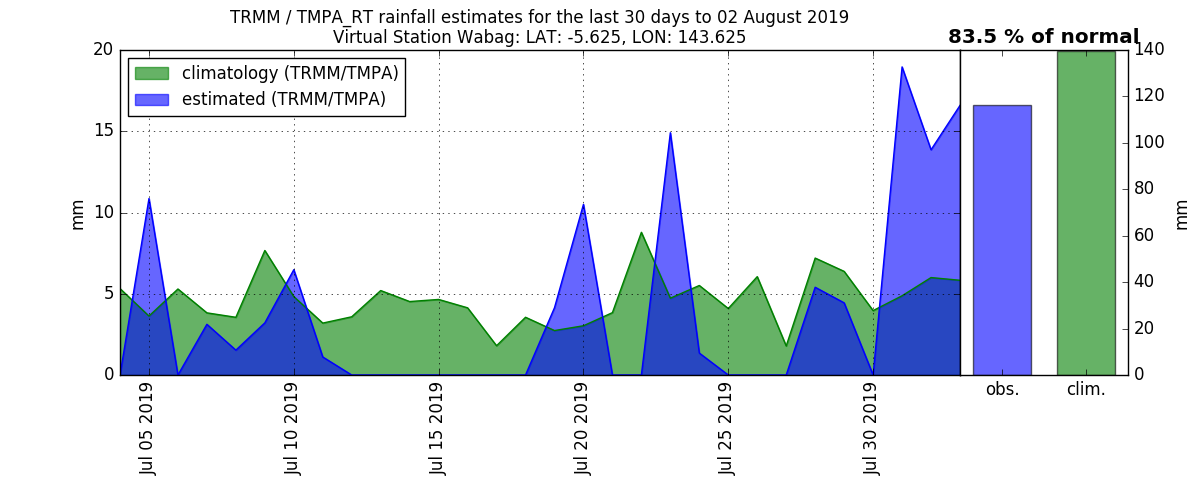 TRMM / TMPA_RT rainfall estimates for the last 30 days to 02 August 2019
Virtual Station Wabag: LAT: -5.625, LON: 143.625
83.5 % of normal
climatology (TRMM/TMPA)
estimated (TRMM/TMPA)
20
15
10
5
0
mm
Jul 05 2019
Jul 10 2019
Jul 15 2019
Jul 20 2019
Jul 25 2019
Jul 30 2019
obs.
clim.
140
120
100
80
60
40
20
0
mm